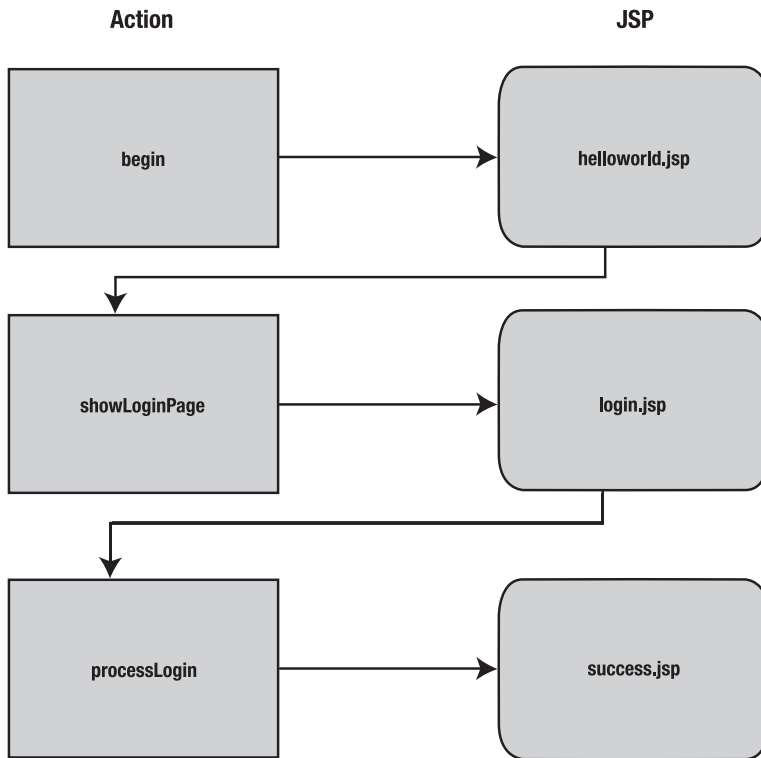 Action
JSP
begin
helloworld.jsp
showLoginPage
login.jsp
processLogin
success.jsp